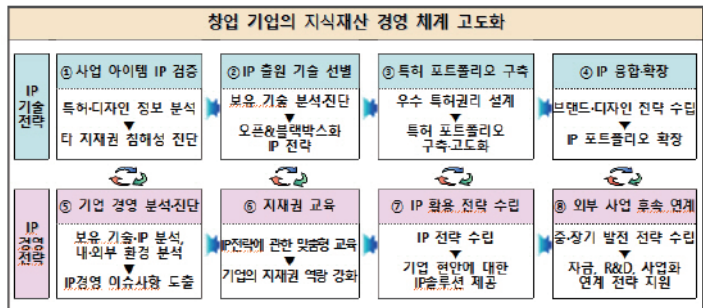 창업 기업의 지식재산 경영 체계 고도화
IP
기술
전략
① 사업 아이템 IP 검증
특허·디자인 정보 분석
▼
타 지재권 침해성 진단
② IP 출원 기술 선별
보유 기술 분석·진단
▼
오픈&블랙박스화
IP 전략
③ 특허 포트폴리오 구축
우수 특허권리 설계
▼
특허 포트폴리오
구축·고도화
④ IP 융합·확장
브랜드·디자인 전략 수립
▼
IP 포트폴리오 확장
IP
경영
전략
⑤ 기업 경영 분석·진단
보유 기술·IP 분석,
내·외부 환경 분석
▼
IP경영 이슈사항 도출
⑥ 지재권 교육
IP전략에 관한 맞춤형 교육
▼
기업의 지재권 역량 강화
⑦ IP 활용 전략 수립
IP 전략 수립
▼
기업 현안에 대한
IP솔루션 제공
⑧ 외부 사업 후속 연계
중·장기 발전 전략 수립
▼
자금, R&D, 사업화
연계 전략 지원